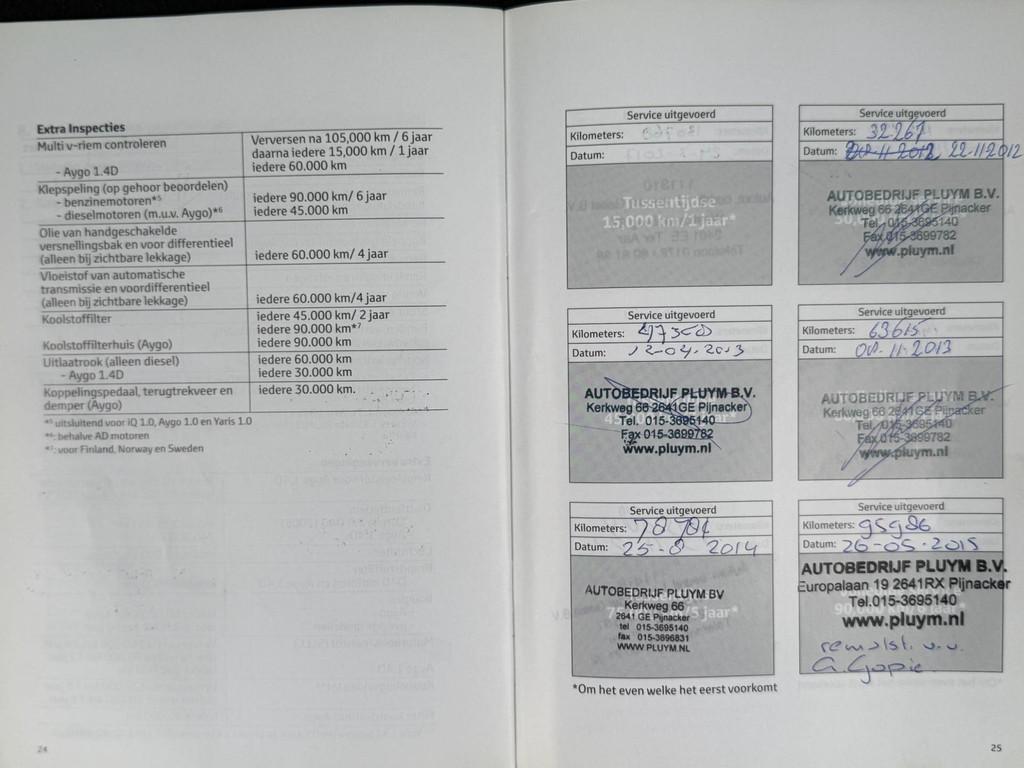 Extra Inspecties
Multi v-riem controleren
Verversen na 105,000 km / 6 jaar
daarna iedere 15,000 km / 1 jaar
- Aygo 1.4D
iedere 60.000 km
Klepspeling (op gehoor beoordelen)
- benzinemotoren*5
iedere 90.000 km/ 6 jaar
- dieselmotoren (m.u.v. Aygo)*6
iedere 45.000 km
Olie van handgeschakelde
versnellingsbak en voor differentieel
(alleen bij zichtbare lekkage)
iedere 60.000 km/ 4 jaar
Vloeistof van automatische
transmissie en voordifferentieel
(alleen bij zichtbare lekkage)
iedere 60.000 km/4 jaar
Koolstoffilter
iedere 45.000 km/ 2 jaar
iedere 90.000 km*7
Koolstoffilterhuis (Aygo)
iedere 90.000 km
Uitlaatrook (alleen diesel)
iedere 60.000 km
- Aygo 1.4D
iedere 30.000 km
Koppelingspedaal, terugtrekveer en
demper (Aygo)
iedere 30.000 km.
*5 uitsluitend voor iQ 1.0, Aygo 1.0 en Yaris 1.0
*6: behalve AD motoren
*7: voor Finland, Norway en Sweden
24
Service uitgevoerd
Kilometers:
Datum:
Tussentijdse
15,000 km/1 jaar*
Service uitgevoerd
Kilometers: 32.267
Datum: 22-11-2012
AUTOBEDRIJF PLUYM B.V.
Kerkweg 66 2641GE Pijnacker
Tel. 015-3695140
Fax 015-3699782
www.pluym.nl
Service uitgevoerd
Kilometers: 47300
Datum: 12-04-2013
AUTOBEDRIJF PLUYM B.V.
Kerkweg 66 2641GE Pijnacker
Tel. 015-3695140
Fax 015-3699782
www.pluym.nl
Service uitgevoerd
Kilometers: 63615
Datum: 11-2013
AUTOBEDRIJF PLUYM B.V.
Kerkweg 66 2641GE Pijnacker
Tel. 015-3695140
Fax 015-3699782
www.pluym.nl
Service uitgevoerd
Kilometers:
Datum: 25-8 2014
AUTOBEDRIJF PLUYM BV
Kerkweg 66
2641 GE Pijnacker
tel 015-3695140
fax 015-3696831
WWW.PLUYM.NL
Service uitgevoerd
Kilometers: 95986
Datum: 26-05-2015
AUTOBEDRIJF PLUYM B.V.
Europalaan 19 2641RX Pijnacker
Tel.015-3695140
www.pluym.nl
remvlst. v.v.
G. Gopie
*Om het even welke het eerst voorkomt
25